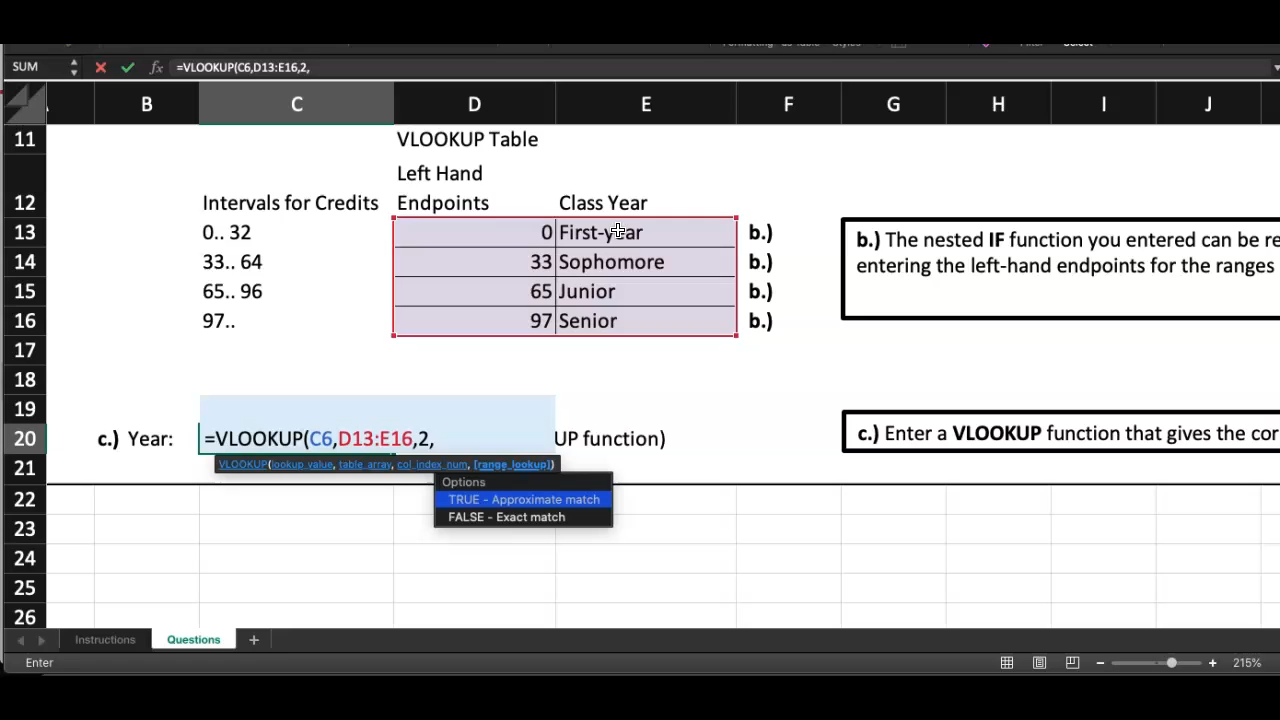 SUM fx =VLOOKUP(C6,D13:E16,2,
B C D E F G H I J
11 VLOOKUP Table
Left Hand
12 Intervals for Credits Endpoints Class Year
13 0.. 32 0 First-year b.) b.) The nested IF function you entered can be re
14 33.. 64 33 Sophomore b.) entering the left-hand endpoints for the ranges
15 65.. 96 65 Junior b.)
16 97.. 97 Senior b.)
17
18
19
20 c.) Year: =VLOOKUP(C6,D13:E16,2, UP function) c.) Enter a VLOOKUP function that gives the cor
21 VLOOKUP(lookup_value, table_array, col_index_num, [range_lookup])
Options
22 TRUE - Approximate match
FALSE - Exact match
23
24
25
26
Instructions Questions +
Enter 215%